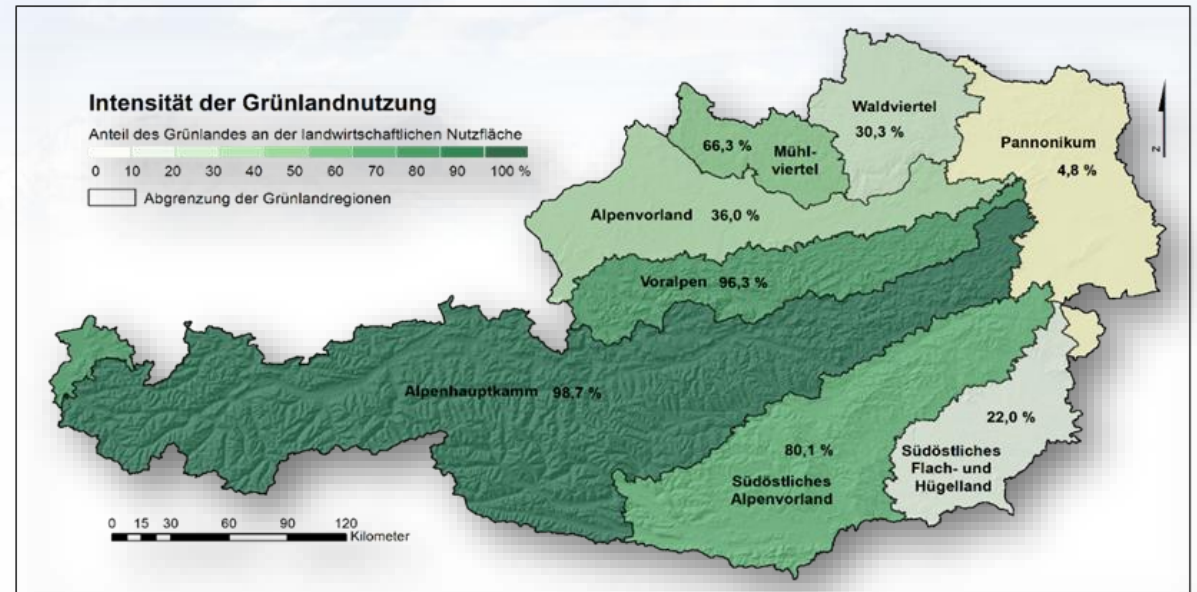 Intensität der Grünlandnutzung
Anteil des Grünlandes an der landwirtschaftlichen Nutzfläche
0 10 20 30 40 50 60 70 80 90 100 %
Abgrenzung der Grünlandregionen
Waldviertel
30,3 %
Pannonikum
4,8 %
66,3 %
Mühl-
viertel
Alpenvorland 36,0 %
Voralpen 96,3 %
Alpenhauptkamm 98,7 %
80,1 %
Südöstliches
Alpenvorland
22,0 %
Südöstliches
Flach- und
Hügelland
0 15 30 60 90 120
Kilometer
N